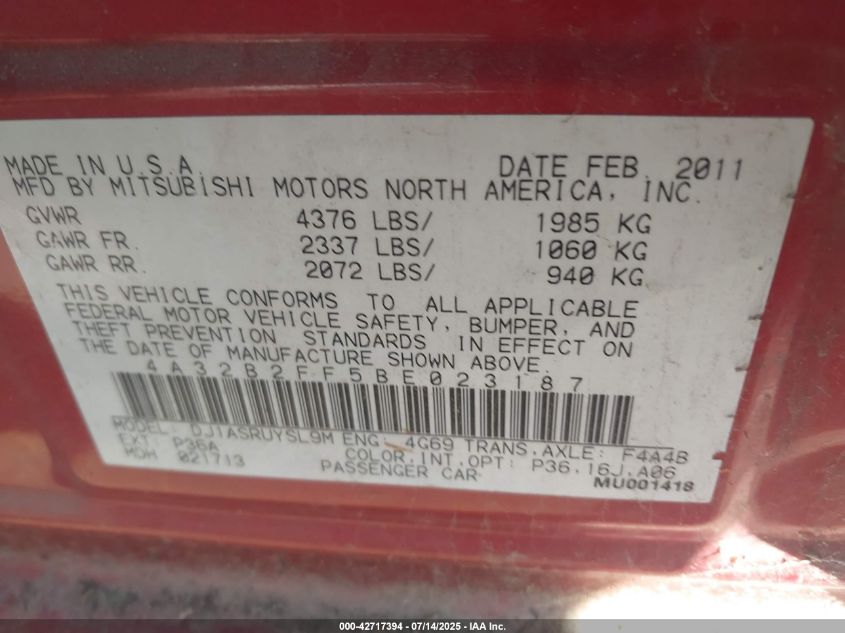 MADE IN U.S.A. DATE FEB. 2011
MFD BY MITSUBISHI MOTORS NORTH AMERICA, INC.
GVWR 4376 LBS/ 1985 KG
GAWR FR. 2337 LBS/ 1060 KG
GAWR RR. 2072 LBS/ 940 KG
THIS VEHICLE CONFORMS TO ALL APPLICABLE
FEDERAL MOTOR VEHICLE SAFETY, BUMPER, AND
THEFT PREVENTION STANDARDS IN EFFECT ON
THE DATE OF MANUFACTURE SHOWN ABOVE.
4A32B2FF5BE023187
MODEL: DJ1ASRUYSL9M ENG: 4G69 TRANS.AXLE: F4A4B
EXT: P36A COLOR.INT.OPT: P36.16J.A06
MDH 021713 PASSENGER CAR
MU001418
000-42717394 - 07/14/2025 - IAA Inc.